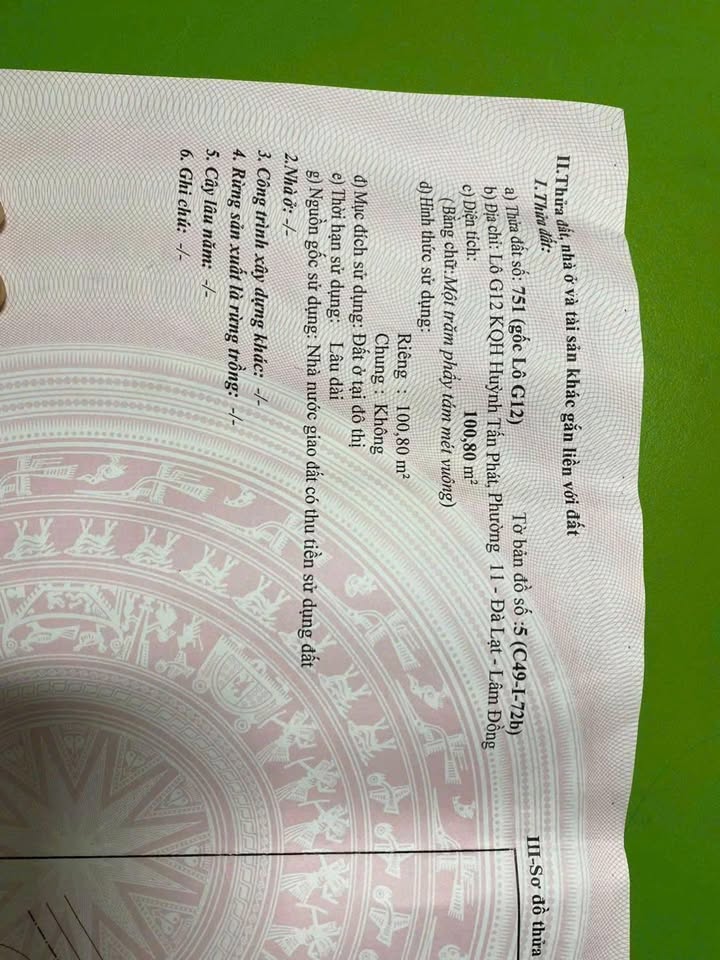 II.Thửa đất, nhà ở và tài sản khác gắn liền với đất
1.Thửa đất:
a) Thửa đất số: 751 (gốc Lô G12) Tờ bản đồ số :5 (C49-I-72b)
b) Địa chỉ: Lô G12 KQH Huỳnh Tấn Phát, Phường 11 - Đà Lạt - Lâm Đồng
c) Diện tích: 100,80 m²
( Bằng chữ: Một trăm phẩy tám mét vuông)
d) Hình thức sử dụng:
Riêng : 100,80 m²
Chung : Không
đ) Mục đích sử dụng: Đất ở tại đô thị
e) Thời hạn sử dụng: Lâu dài
g) Nguồn gốc sử dụng: Nhà nước giao đất có thu tiền sử dụng đất
2.Nhà ở: -/-
3. Công trình xây dựng khác: -/-
4. Rừng sản xuất là rừng trồng: -/-
5. Cây lâu năm: -/-
6. Ghi chú: -/-
III-Sơ đồ thửa